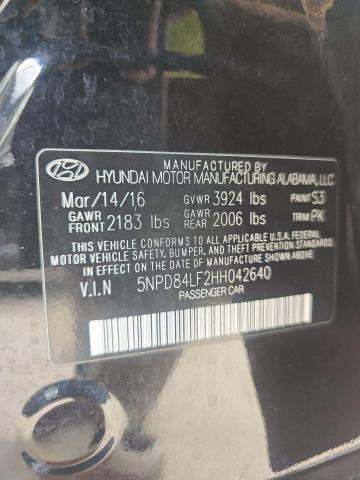 MANUFACTURED BY
HYUNDAI MOTOR MANUFACTURING ALABAMA, LLC
Mar/14/16 GVWR 3924 lbs PAINT S3
GAWR FRONT 2183 lbs GAWR REAR 2006 lbs TRIM PK
THIS VEHICLE CONFORMS TO ALL
APPLICABLE U.S. FEDERAL
MOTOR VEHICLE SAFETY, BUMPER, AND THEFT PREVENTION
STANDARDS IN EFFECT ON THE DATE OF
MANUFACTURE SHOWN ABOVE.
V.I.N 5NPD84LF2HH042640
PASSENGER CAR